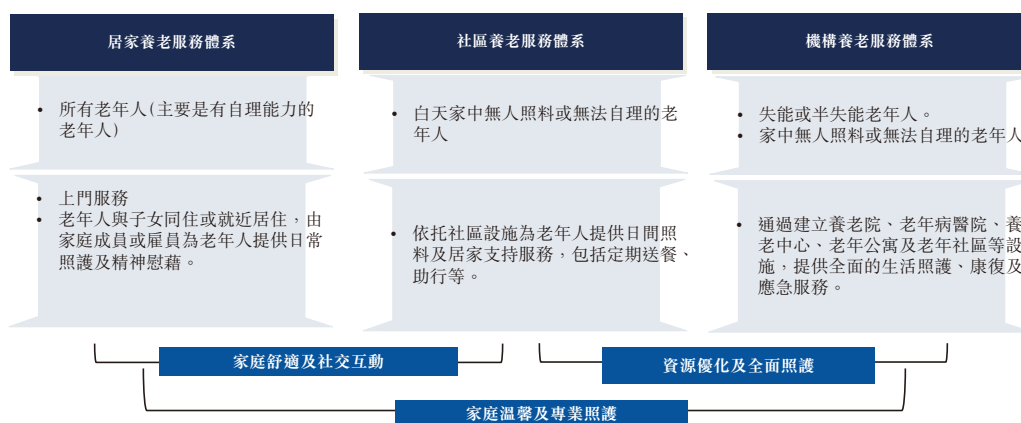 居家養老服務體系
社區養老服務體系
機構養老服務體系
• 所有老年人(主要是有自理能力的
老年人)
• 白天家中無人照料或無法自理的老
年人
• 失能或半失能老年人。
• 家中無人照料或無法自理的老年人
• 上門服務
• 老年人與子女同住或就近居住，由
家庭成員或雇員為老年人提供日常
照護及精神慰藉。
• 依托社區設施為老年人提供日間照
料及居家支持服務，包括定期送餐、
助行等。
• 通過建立養老院、老年病醫院、養
老中心、老年公寓及老年社區等設
施，提供全面的生活照護、康復及
應急服務。
家庭舒適及社交互動
資源優化及全面照護
家庭溫馨及專業照護